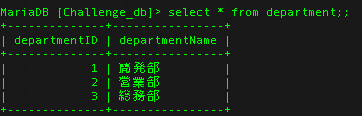 MariaDB [Challenge_db]> select * from department;;
+--------------+----------------+
| departmentID | departmentName |
+--------------+----------------+
| 1 | 開発部 |
| 2 | 営業部 |
| 3 | 総務部 |
+--------------+----------------+